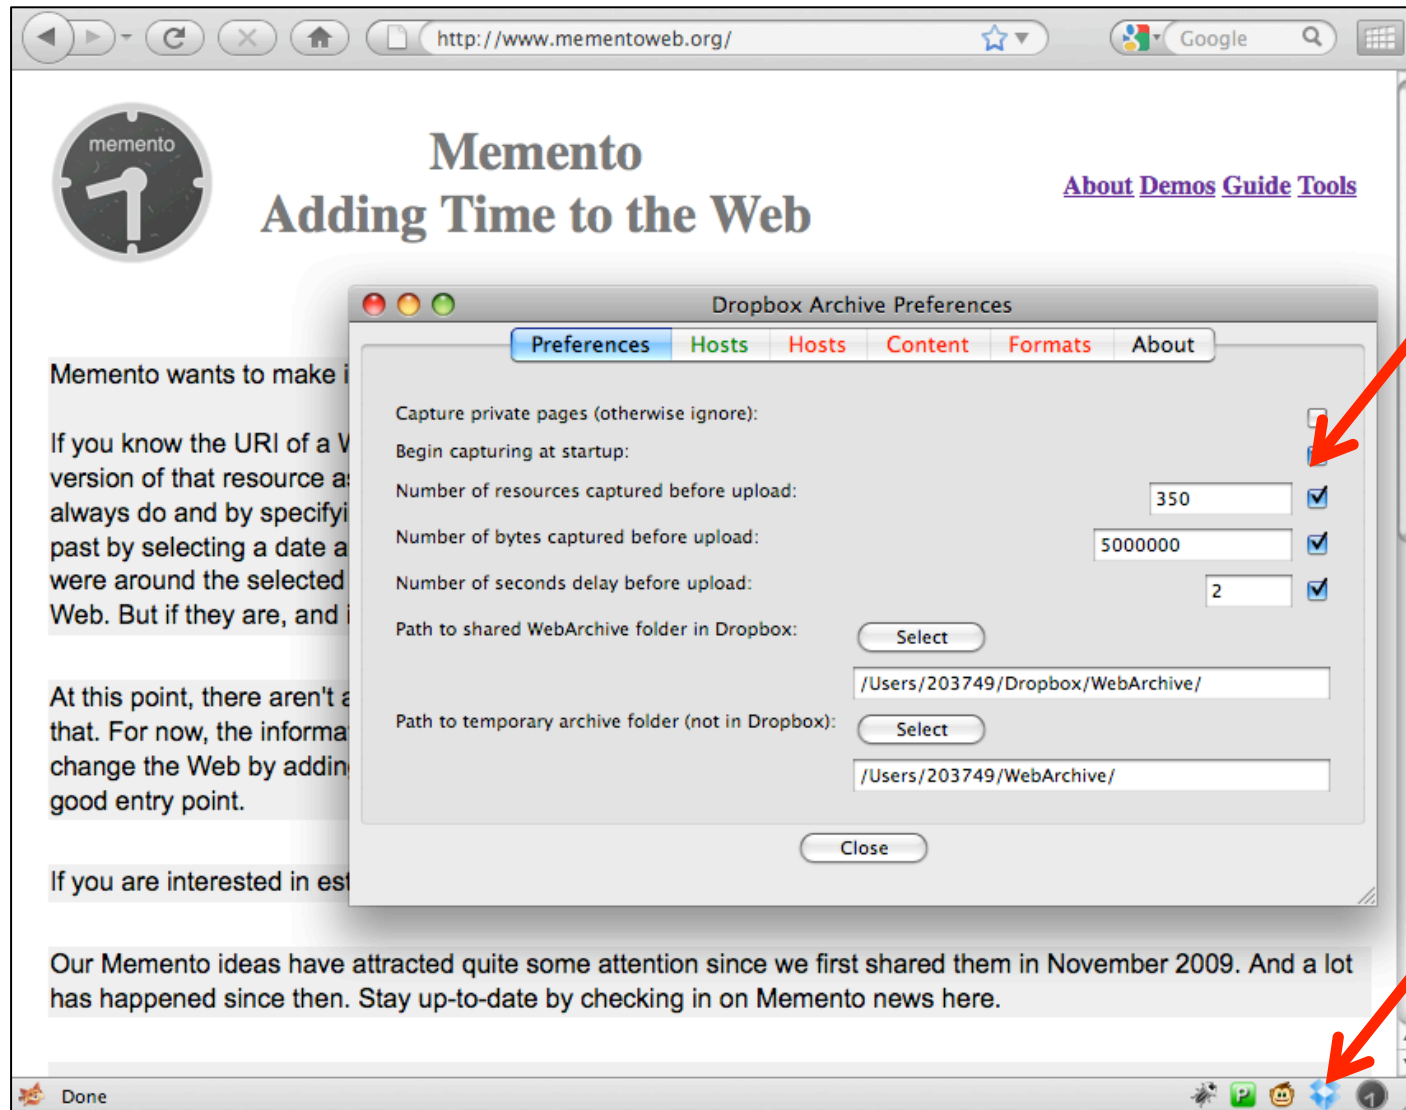 http://www.mementoweb.org/
Google
memento
Memento
Adding Time to the Web
About Demos Guide Tools
Dropbox Archive Preferences
Preferences Hosts Hosts Content Formats About
Capture private pages (otherwise ignore):
Begin capturing at startup:
Number of resources captured before upload: 350
Number of bytes captured before upload: 5000000
Number of seconds delay before upload: 2
Path to shared WebArchive folder in Dropbox: Select
/Users/203749/Dropbox/WebArchive/
Path to temporary archive folder (not in Dropbox): Select
/Users/203749/WebArchive/
Close
Memento wants to make
If you know the URI of a
version of that resource
always do and by
past by selecting a date
were around the selected
Web. But if they are, and
At this point, there aren't
that. For now, the
change the Web by
good entry point.
If you are interested in
Our Memento ideas have attracted quite some attention since we first shared them in November 2009. And a lot
has happened since then. Stay up-to-date by checking in on Memento news here.
Done